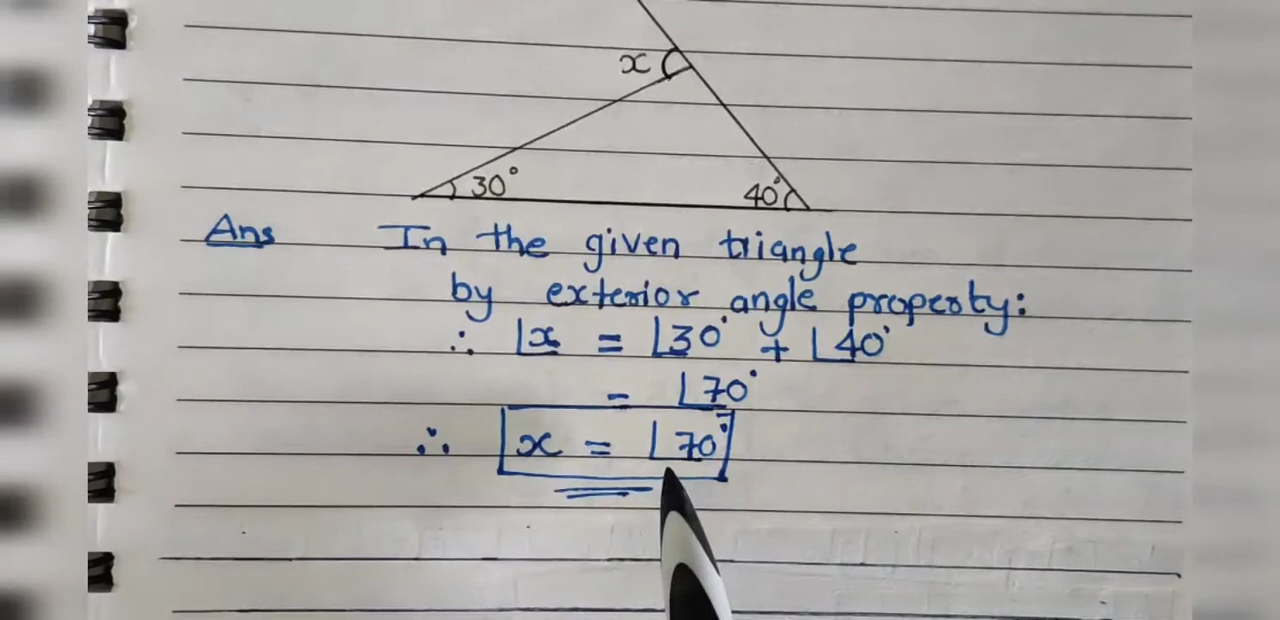 x
30° 40°
Ans In the given triangle
by exterior angle property:
∴ ∠x = ∠30° + ∠40°
= ∠70°
∴ x = ∠70°